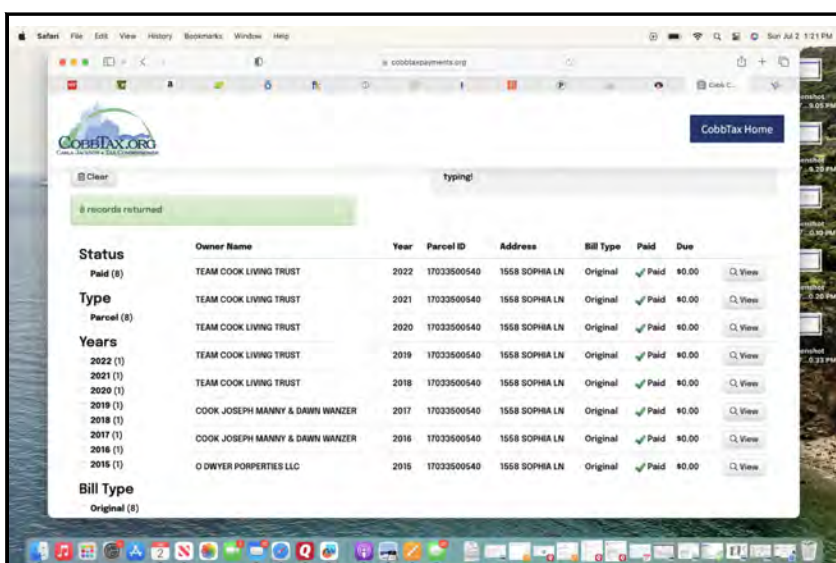 Safari File Edit View History Bookmarks Window Help
Sun Jul 2 1:21 PM
cobbtaxpayments.org
COBBTAX.ORG
CARLA JACKSON • TAX COMMISSIONER
CobbTax Home
Clear
typing!
8 records returned
Status
Paid (8)
Type
Parcel (8)
Years
2022 (1)
2021 (1)
2020 (1)
2019 (1)
2018 (1)
2017 (1)
2016 (1)
2015 (1)
Bill Type
Original (8)
Owner Name Year Parcel ID Address Bill Type Paid Due
TEAM COOK LIVING TRUST 2022 17033500540 1558 SOPHIA LN Original Paid $0.00 View
TEAM COOK LIVING TRUST 2021 17033500540 1558 SOPHIA LN Original Paid $0.00 View
TEAM COOK LIVING TRUST 2020 17033500540 1558 SOPHIA LN Original Paid $0.00 View
TEAM COOK LIVING TRUST 2019 17033500540 1558 SOPHIA LN Original Paid $0.00 View
TEAM COOK LIVING TRUST 2018 17033500540 1558 SOPHIA LN Original Paid $0.00 View
COOK JOSEPH MANNY & DAWN WANZER 2017 17033500540 1558 SOPHIA LN Original Paid $0.00 View
COOK JOSEPH MANNY & DAWN WANZER 2016 17033500540 1558 SOPHIA LN Original Paid $0.00 View
O DWYER PORPERTIES LLC 2015 17033500540 1558 SOPHIA LN Original Paid $0.00 View